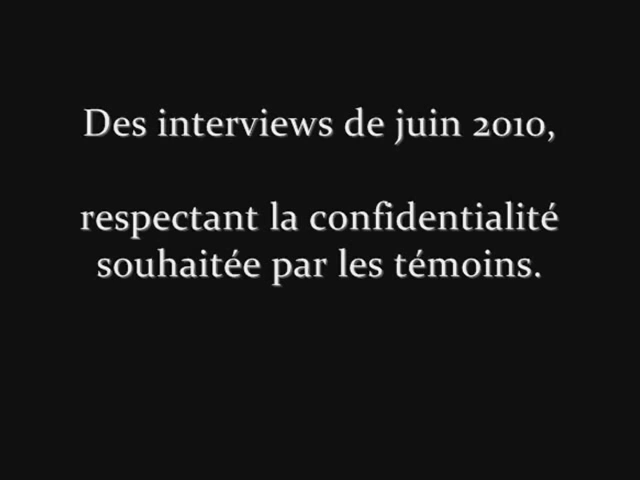 Des interviews de juin 2010,
respectant la confidentialité
souhaitée par les témoins.